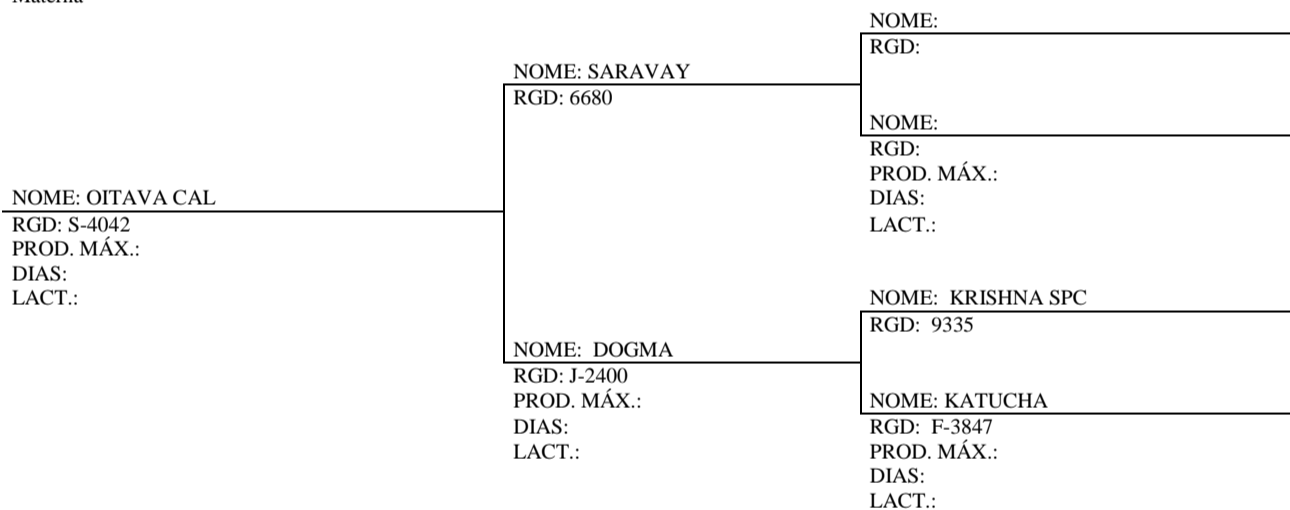 Materna
NOME: OITAVA CAL
RGD: S-4042
PROD. MÁX.:
DIAS:
LACT.:
NOME: SARAVAY
RGD: 6680
NOME: DOGMA
RGD: J-2400
PROD. MÁX.:
DIAS:
LACT.:
NOME:
RGD:
NOME:
RGD:
PROD. MÁX.:
DIAS:
LACT.:
NOME: KRISHNA SPC
RGD: 9335
NOME: KATUCHA
RGD: F-3847
PROD. MÁX.:
DIAS:
LACT.: